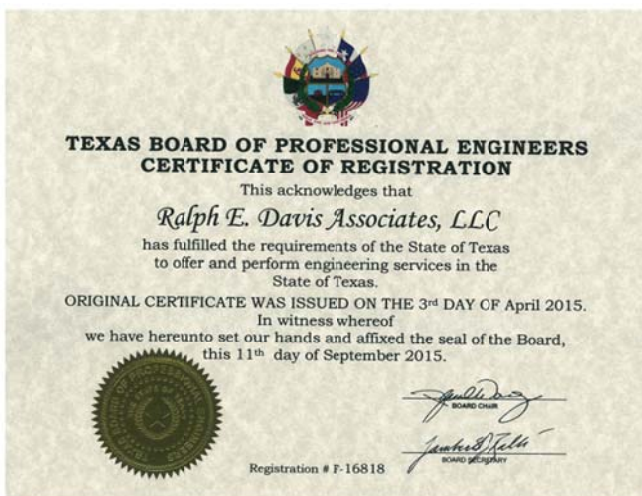 TEXAS BOARD OF PROFESSIONAL ENGINEERS
CERTIFICATE OF REGISTRATION
This acknowledges that
Ralph E. Davis Associates, LLC
has fulfilled the requirements of the State of Texas
to offer and perform engineering services in the
State of Texas.
ORIGINAL CERTIFICATE WAS ISSUED ON THE 3rd DAY OF April 2015.
In witness whereof
we have hereunto set our hands and affixed the seal of the Board,
this 11th day of September 2015.
BOARD CHAIR
BOARD SECRETARY
Registration # F-16818